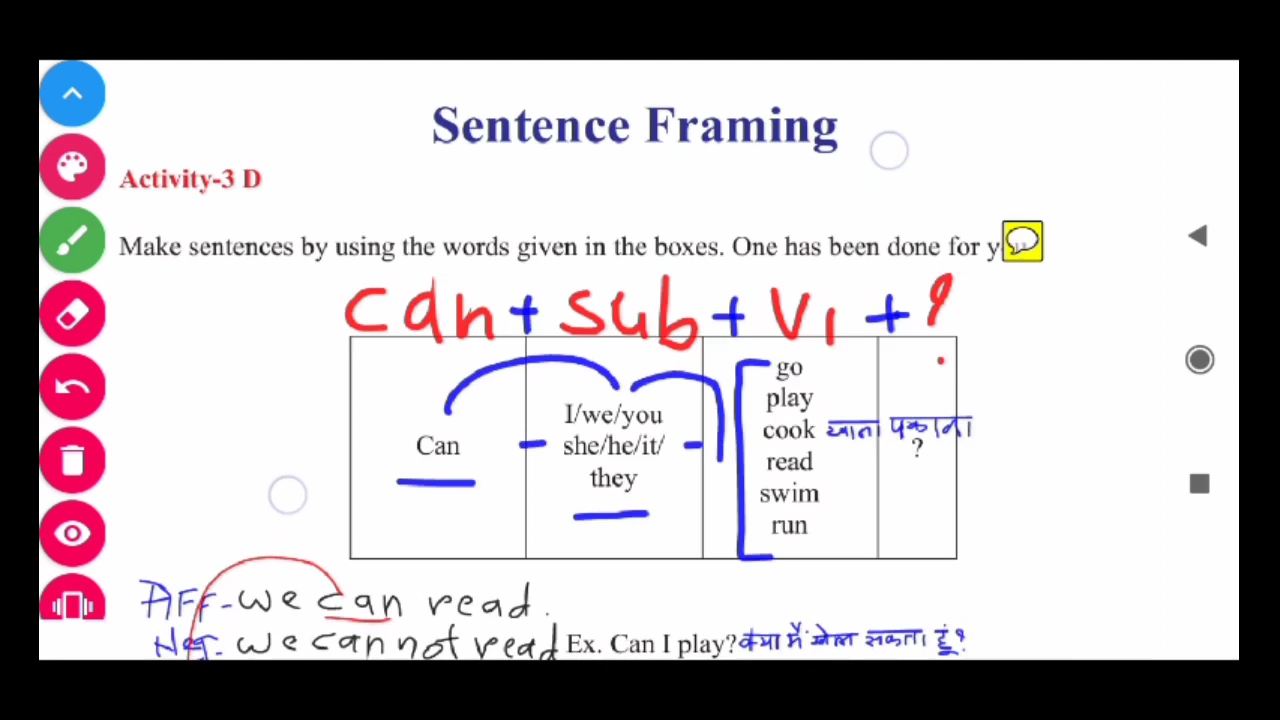 Sentence Framing
Activity-3 D
Make sentences by using the words given in the boxes. One has been done for y
can + sub + V1 + ?
Can
I/we/you
she/he/it/
they
go
play
cook खाना पकाना
read
swim
run
?
AFF- we can read.
Neg- we can not read
Ex. Can I play? क्या मैं खेल सकता हूं?